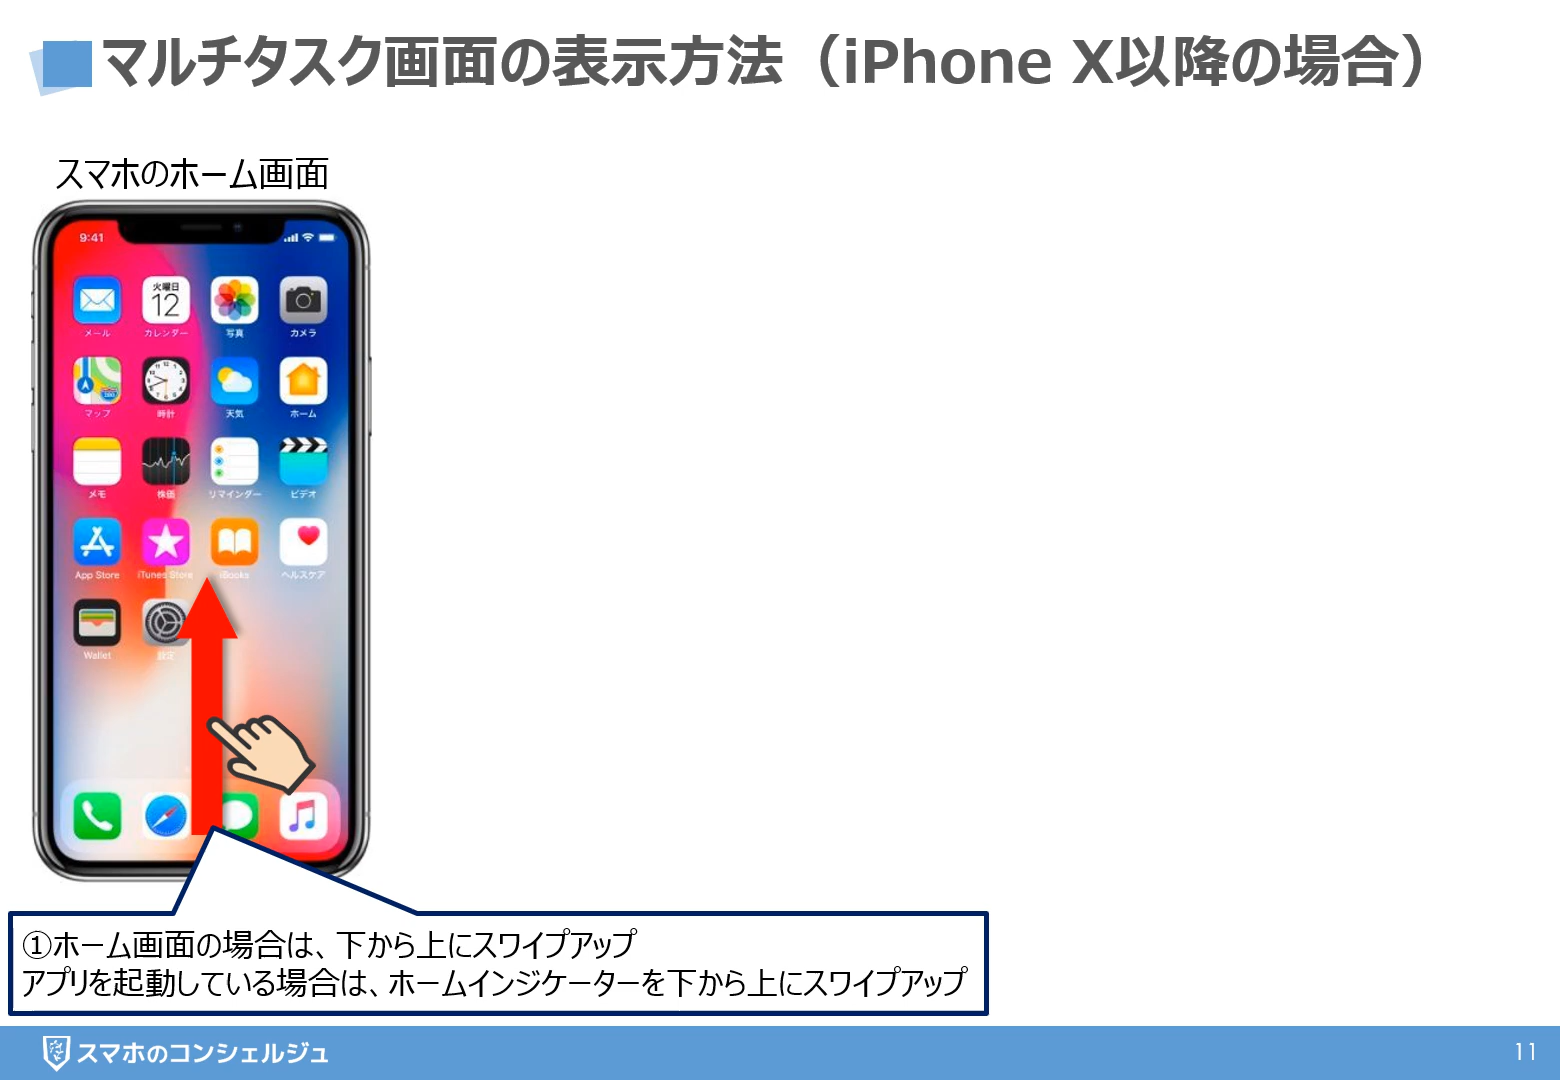 マルチタスク画面の表示方法（iPhone X以降の場合）
スマホのホーム画面
9:41
火曜日
12
メール カレンダー 写真 カメラ
マップ 時計 天気 ホーム
メモ 株価 リマインダー ビデオ
App Store iTunes Store iBooks ヘルスケア
Wallet 設定
①ホーム画面の場合は、下から上にスワイプアップ
アプリを起動している場合は、ホームインジケーターを下から上にスワイプアップ
スマホのコンシェルジュ
11